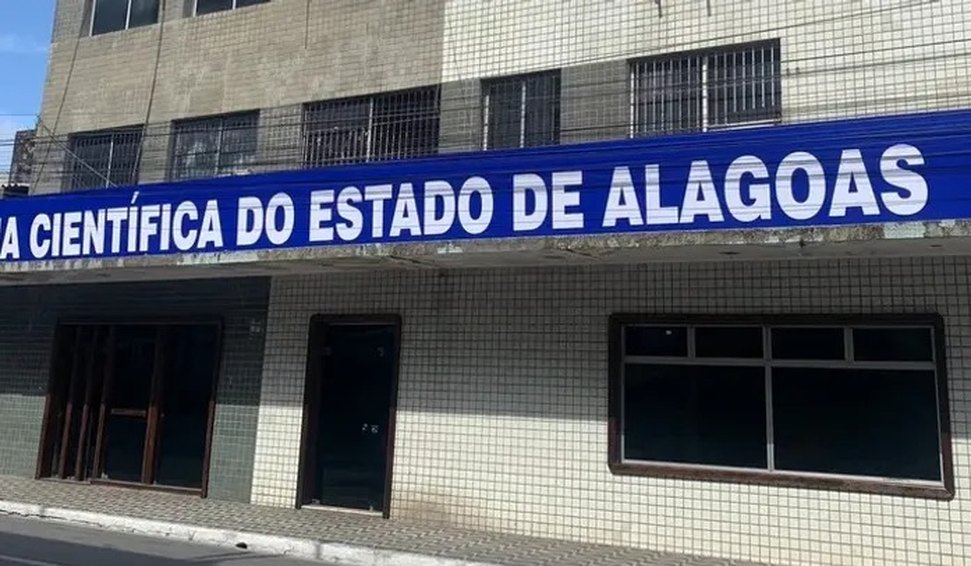 CIENTÍFICA DO ESTADO DE ALAGOAS